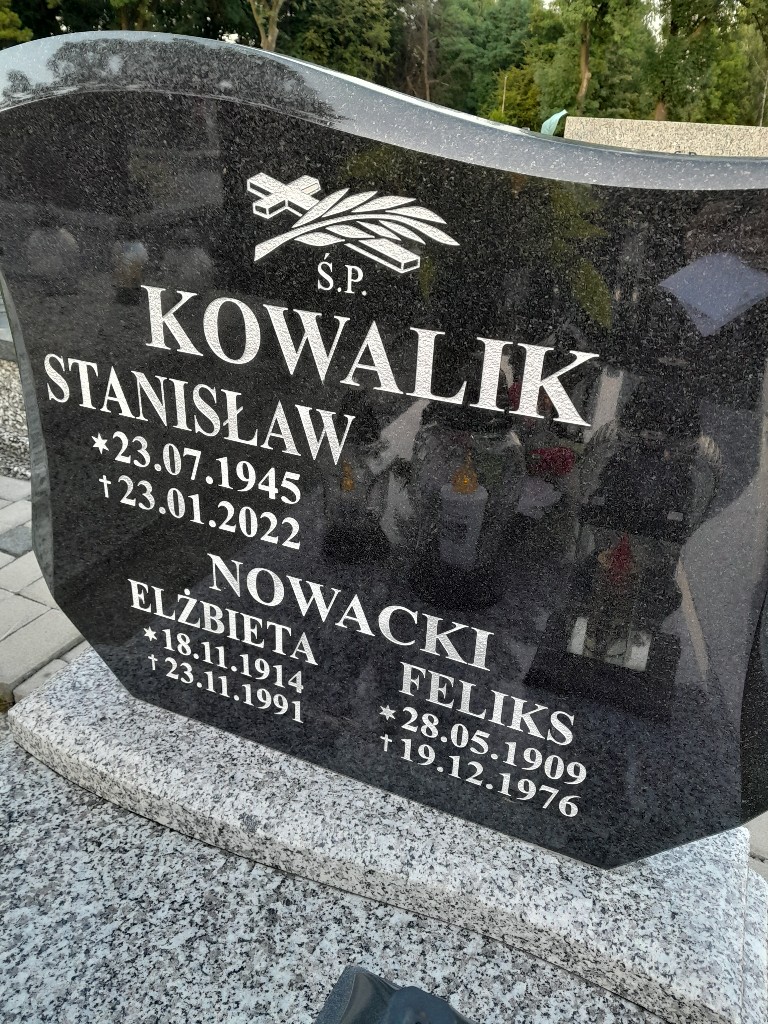 Ś.P.
KOWALIK
STANISŁAW
*23.07.1945
†23.01.2022
NOWACKI
ELŻBIETA
*18.11.1914
†23.11.1991
FELIKS
*28.05.1909
†19.12.1976